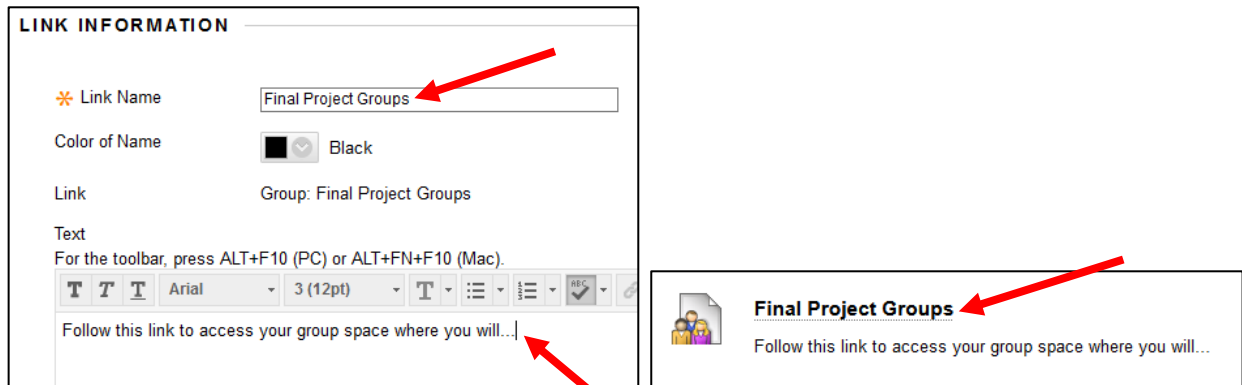 LINK INFORMATION
Link Name
Final Project Groups
Color of Name
Black
Link
Group: Final Project Groups
Text
For the toolbar, press ALT+F10 (PC) or ALT+FN+F10 (Mac).
T T T Arial 3 (12pt) T ABC
Follow this link to access your group space where you will...
Final Project Groups
Follow this link to access your group space where you will...